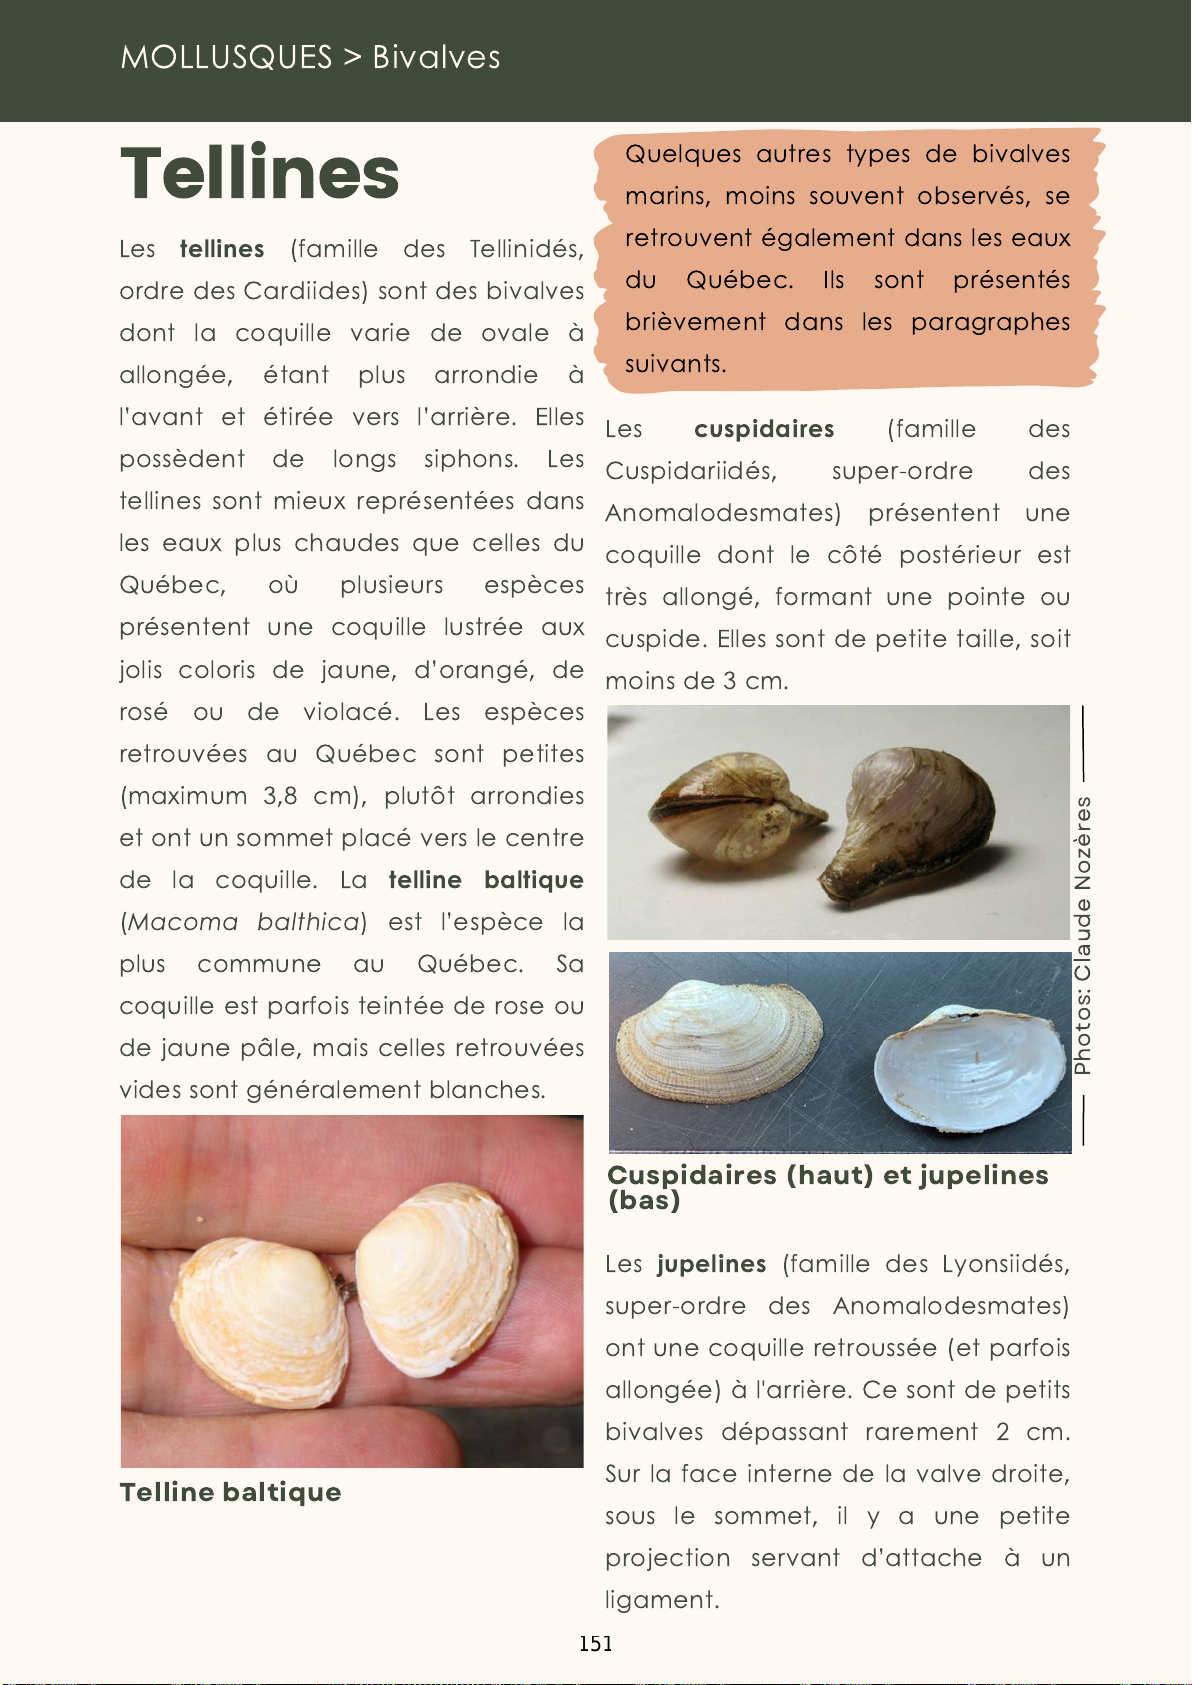 MOLLUSQUES > Bivalves
Tellines
Les tellines (famille des Tellinidés,
ordre des Cardiides) sont des bivalves
dont la coquille varie de ovale à
allongée, étant plus arrondie à
l’avant et étirée vers l’arrière. Elles
possèdent de longs siphons. Les
tellines sont mieux représentées dans
les eaux plus chaudes que celles du
Québec, où plusieurs espèces
présentent une coquille lustrée aux
jolis coloris de jaune, d’orangé, de
rosé ou de violacé. Les espèces
retrouvées au Québec sont petites
(maximum 3,8 cm), plutôt arrondies
et ont un sommet placé vers le centre
de la coquille. La telline baltique
(Macoma balthica) est l’espèce la
plus commune au Québec. Sa
coquille est parfois teintée de rose ou
de jaune pâle, mais celles retrouvées
vides sont généralement blanches.
Telline baltique
Quelques autres types de bivalves
marins, moins souvent observés, se
retrouvent également dans les eaux
du Québec. Ils sont présentés
brièvement dans les paragraphes
suivants.
Les cuspidaires (famille des
Cuspidariidés, super-ordre des
Anomalodesmates) présentent une
coquille dont le côté postérieur est
très allongé, formant une pointe ou
cuspide. Elles sont de petite taille, soit
moins de 3 cm.
Photos: Claude Nozères
Cuspidaires (haut) et jupelines
(bas)
Les jupelines (famille des Lyonsiidés,
super-ordre des Anomalodesmates)
ont une coquille retroussée (et parfois
allongée) à l'arrière. Ce sont de petits
bivalves dépassant rarement 2 cm.
Sur la face interne de la valve droite,
sous le sommet, il y a une petite
projection servant d’attache à un
ligament.
151